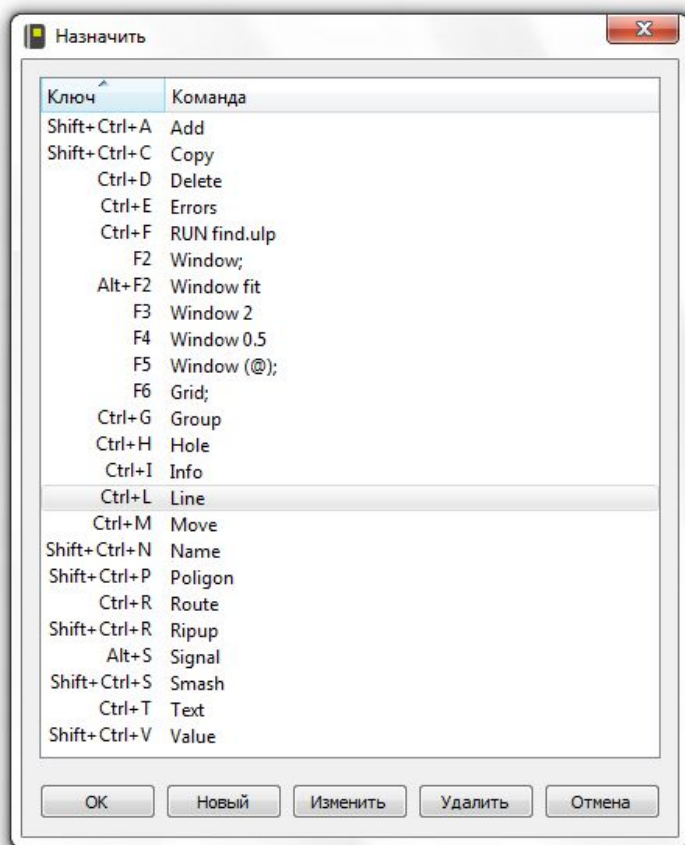 Назначить
Ключ Команда
Shift+Ctrl+A Add
Shift+Ctrl+C Copy
Ctrl+D Delete
Ctrl+E Errors
Ctrl+F RUN find.ulp
F2 Window;
Alt+F2 Window fit
F3 Window 2
F4 Window 0.5
F5 Window (@);
F6 Grid;
Ctrl+G Group
Ctrl+H Hole
Ctrl+I Info
Ctrl+L Line
Ctrl+M Move
Shift+Ctrl+N Name
Shift+Ctrl+P Poligon
Ctrl+R Route
Shift+Ctrl+R Ripup
Alt+S Signal
Shift+Ctrl+S Smash
Ctrl+T Text
Shift+Ctrl+V Value
OK Новый Изменить Удалить Отмена